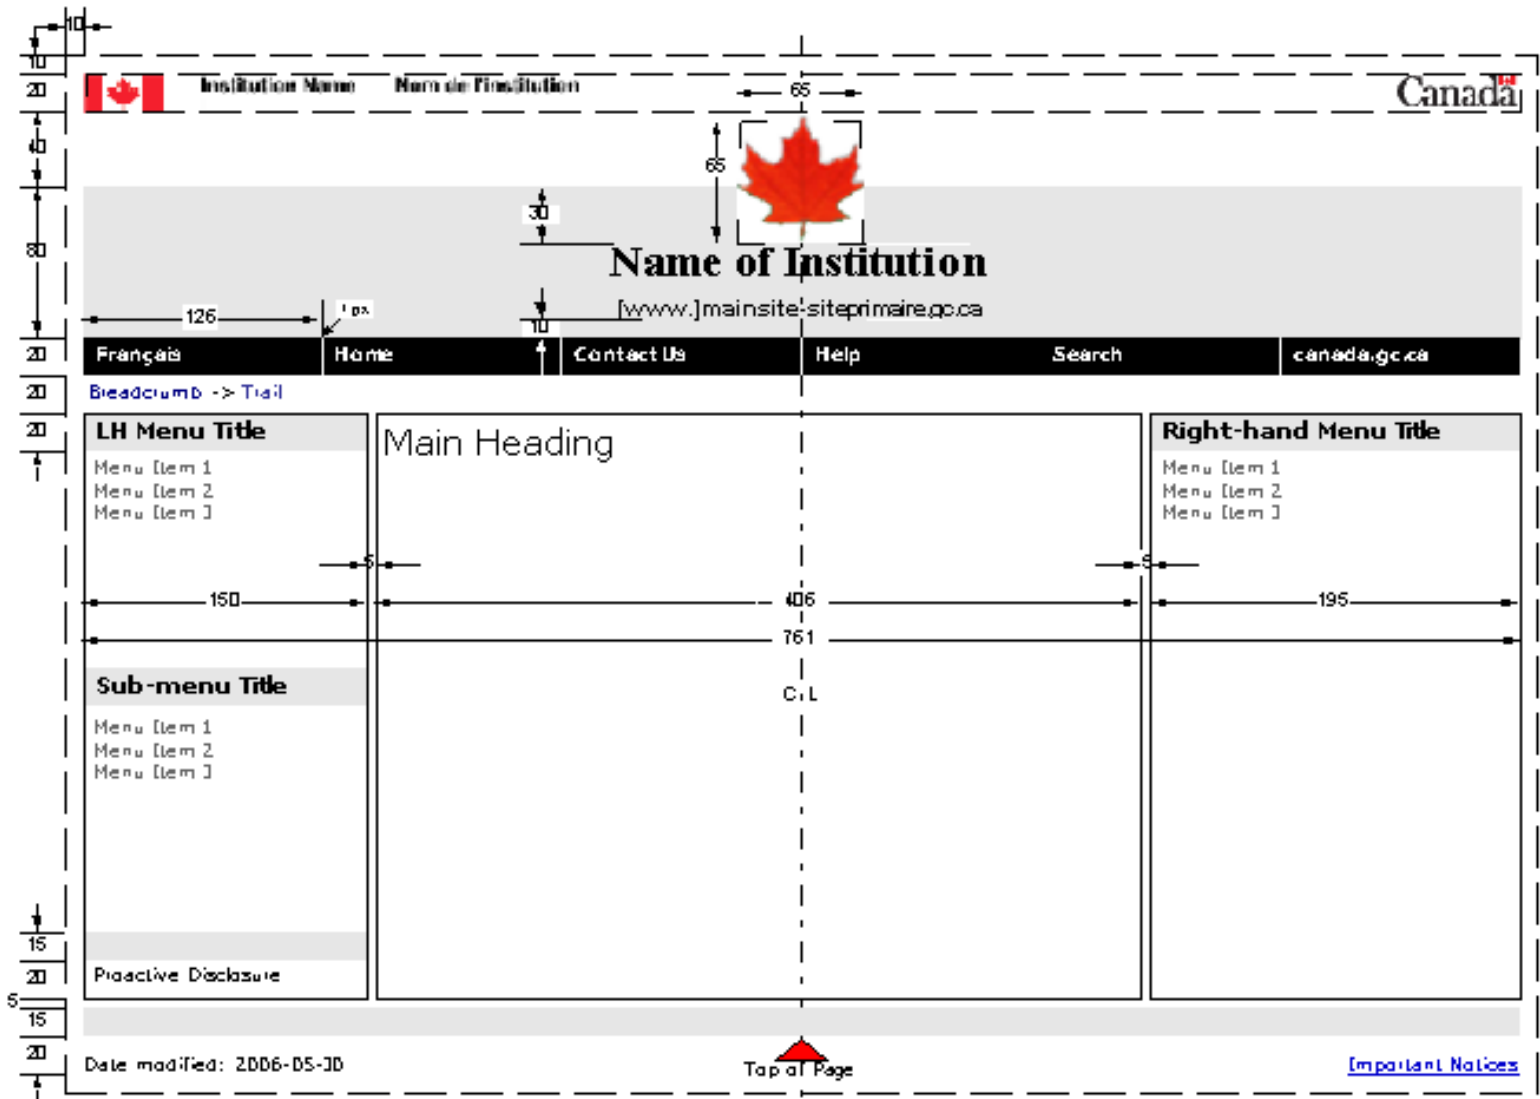 10
10
20 Institution Name Nom de l'institution 65 Canada
40
65
30
80
Name of Institution
126 1 px [www.]mainsite-siteprimaire.gc.ca
10
20 Français Home Contact Us Help Search canada.gc.ca
20 Breadcrumb -> Trail
20 LH Menu Title Main Heading Right-hand Menu Title
Menu Item 1 Menu Item 1
Menu Item 2 Menu Item 2
Menu Item 3 Menu Item 3
5 5
150 406 195
761
Sub-menu Title C L
Menu Item 1
Menu Item 2
Menu Item 3
15
20 Proactive Disclosure
5
15
20 Date modified: 2006-05-30 Top of Page Important Notices